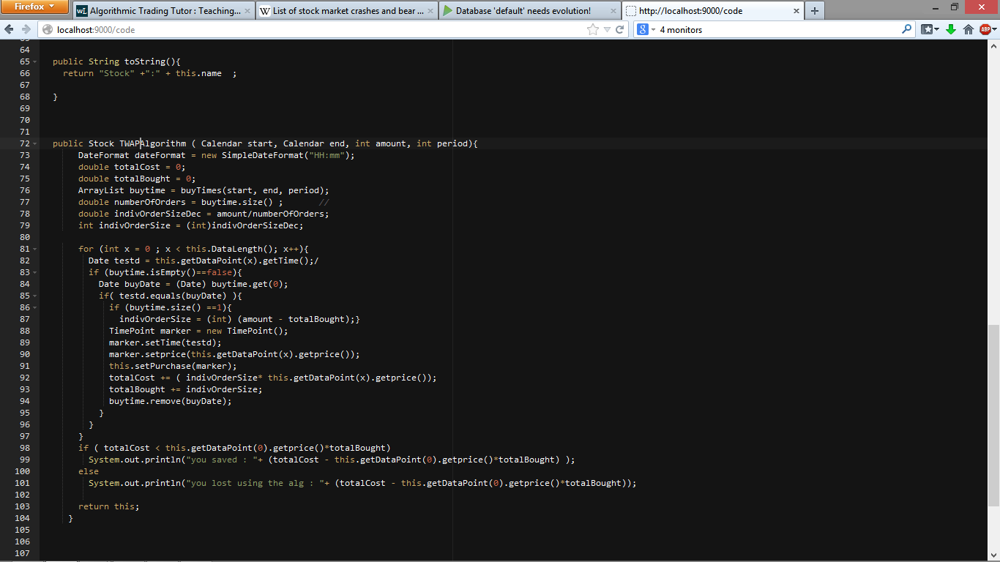 Firefox
wL Algorithmic Trading Tutor : Teaching... ×
W List of stock market crashes and bear ... ×
Database 'default' needs evolution! ×
http://localhost:9000/code ×
localhost:9000/code
8 4 monitors
ABP
64
65 public String toString(){
66 return "Stock" +":" + this.name ;
67
68 }
69
70
71
72 public Stock TWAPAlgorithm ( Calendar start, Calendar end, int amount, int period){
73 DateFormat dateFormat = new SimpleDateFormat("HH:mm");
74 double totalCost = 0;
75 double totalBought = 0;
76 ArrayList buytime = buyTimes(start, end, period);
77 double numberOfOrders = buytime.size() ; //
78 double indivOrderSizeDec = amount/numberOfOrders;
79 int indivOrderSize = (int)indivOrderSizeDec;
80
81 for (int x = 0 ; x < this.DataLength(); x++){
82 Date testd = this.getDataPoint(x).getTime();/
83 if (buytime.isEmpty()==false){
84 Date buyDate = (Date) buytime.get(0);
85 if( testd.equals(buyDate) ){
86 if (buytime.size() ==1){
87 indivOrderSize = (int) (amount - totalBought);}
88 TimePoint marker = new TimePoint();
89 marker.setTime(testd);
90 marker.setprice(this.getDataPoint(x).getprice());
91 this.setPurchase(marker);
92 totalCost += ( indivOrderSize* this.getDataPoint(x).getprice());
93 totalBought += indivOrderSize;
94 buytime.remove(buyDate);
95 }
96 }
97 }
98 if ( totalCost < this.getDataPoint(0).getprice()*totalBought)
99 System.out.println("you saved : "+ (totalCost - this.getDataPoint(0).getprice()*totalBought) );
100 else
101 System.out.println("you lost using the alg : "+ (totalCost - this.getDataPoint(0).getprice()*totalBought));
102
103 return this;
104 }
105
106
107